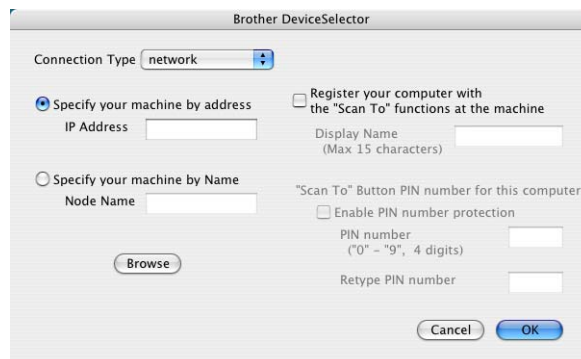 Brother DeviceSelector
Connection Type network
Specify your machine by address
IP Address
Specify your machine by Name
Node Name
Browse
Register your computer with
the "Scan To" functions at the machine
Display Name
(Max 15 characters)
"Scan To" Button PIN number for this computer
Enable PIN number protection
PIN number
("0" – "9", 4 digits)
Retype PIN number
Cancel OK